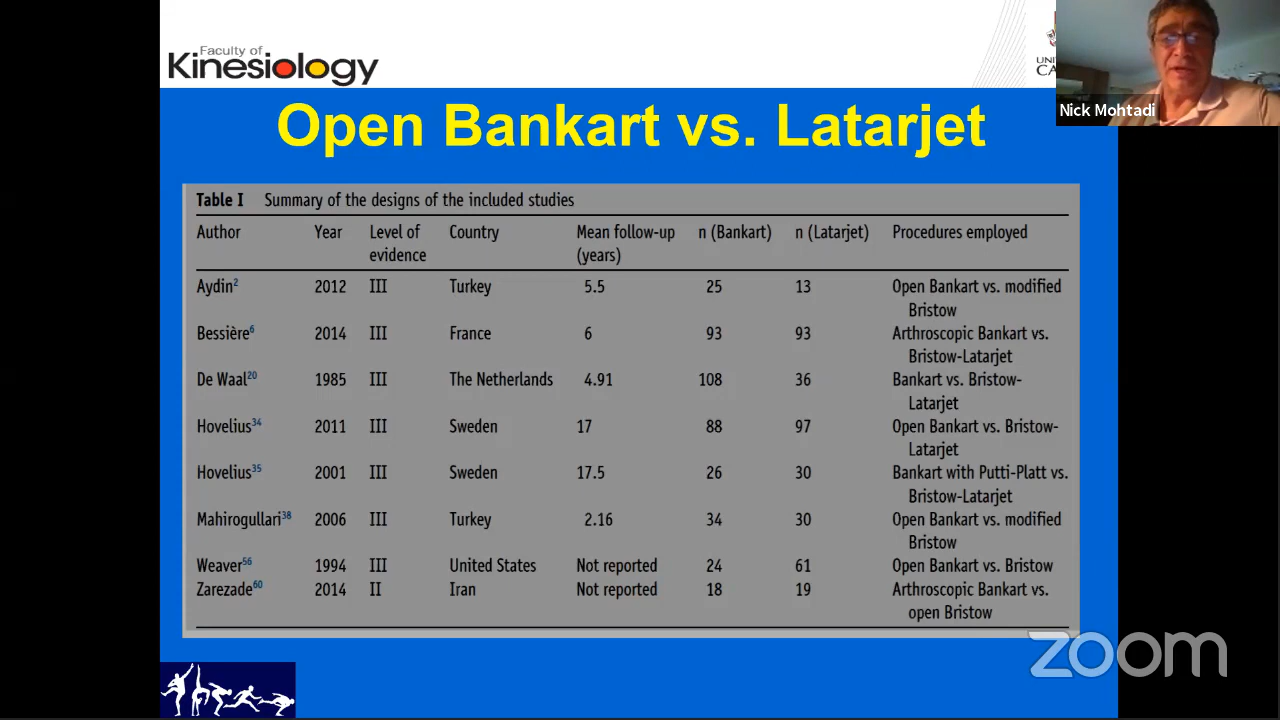 Faculty of
Kinesiology
UNI
CA
Nick Mohtadi
Open Bankart vs. Latarjet
Table I Summary of the designs of the included studies
Author Year Level of evidence Country Mean follow-up (years) n (Bankart) n (Latarjet) Procedures employed
Aydin2 2012 III Turkey 5.5 25 13 Open Bankart vs. modified Bristow
Bessière6 2014 III France 6 93 93 Arthroscopic Bankart vs. Bristow-Latarjet
De Waal20 1985 III The Netherlands 4.91 108 36 Bankart vs. Bristow-Latarjet
Hovelius34 2011 III Sweden 17 88 97 Open Bankart vs. Bristow-Latarjet
Hovelius35 2001 III Sweden 17.5 26 30 Bankart with Putti-Platt vs. Bristow-Latarjet
Mahirogullari38 2006 III Turkey 2.16 34 30 Open Bankart vs. modified Bristow
Weaver56 1994 III United States Not reported 24 61 Open Bankart vs. Bristow
Zarezade60 2014 II Iran Not reported 18 19 Arthroscopic Bankart vs. open Bristow
zoom